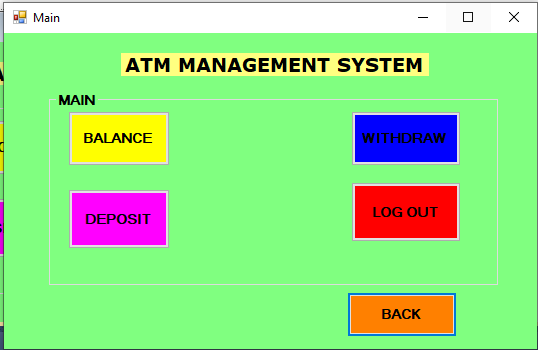 Main
ATM MANAGEMENT SYSTEM
MAIN
BALANCE
WITHDRAW
DEPOSIT
LOG OUT
BACK